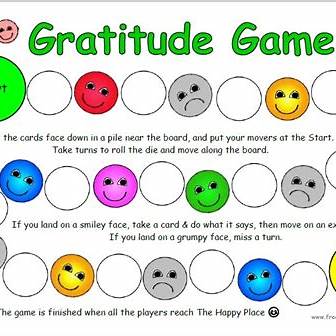 Gratitude Game
the cards face down in a pile near the board, and put your movers at the Start.
Take turns to roll the die and move along the board.
If you land on a smiley face, take a card & do what it says, then move on an
If you land on a grumpy face, miss a turn.
The game is finished when all the players reach The Happy Place